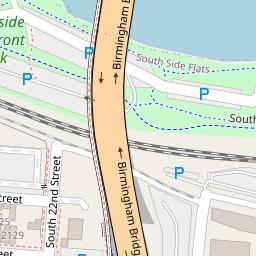 side
ront
k
P
P
P
P
Birmingham B
South Side Flats
South
Birmingham Bridg
South 22nd Street
Street
25
2129